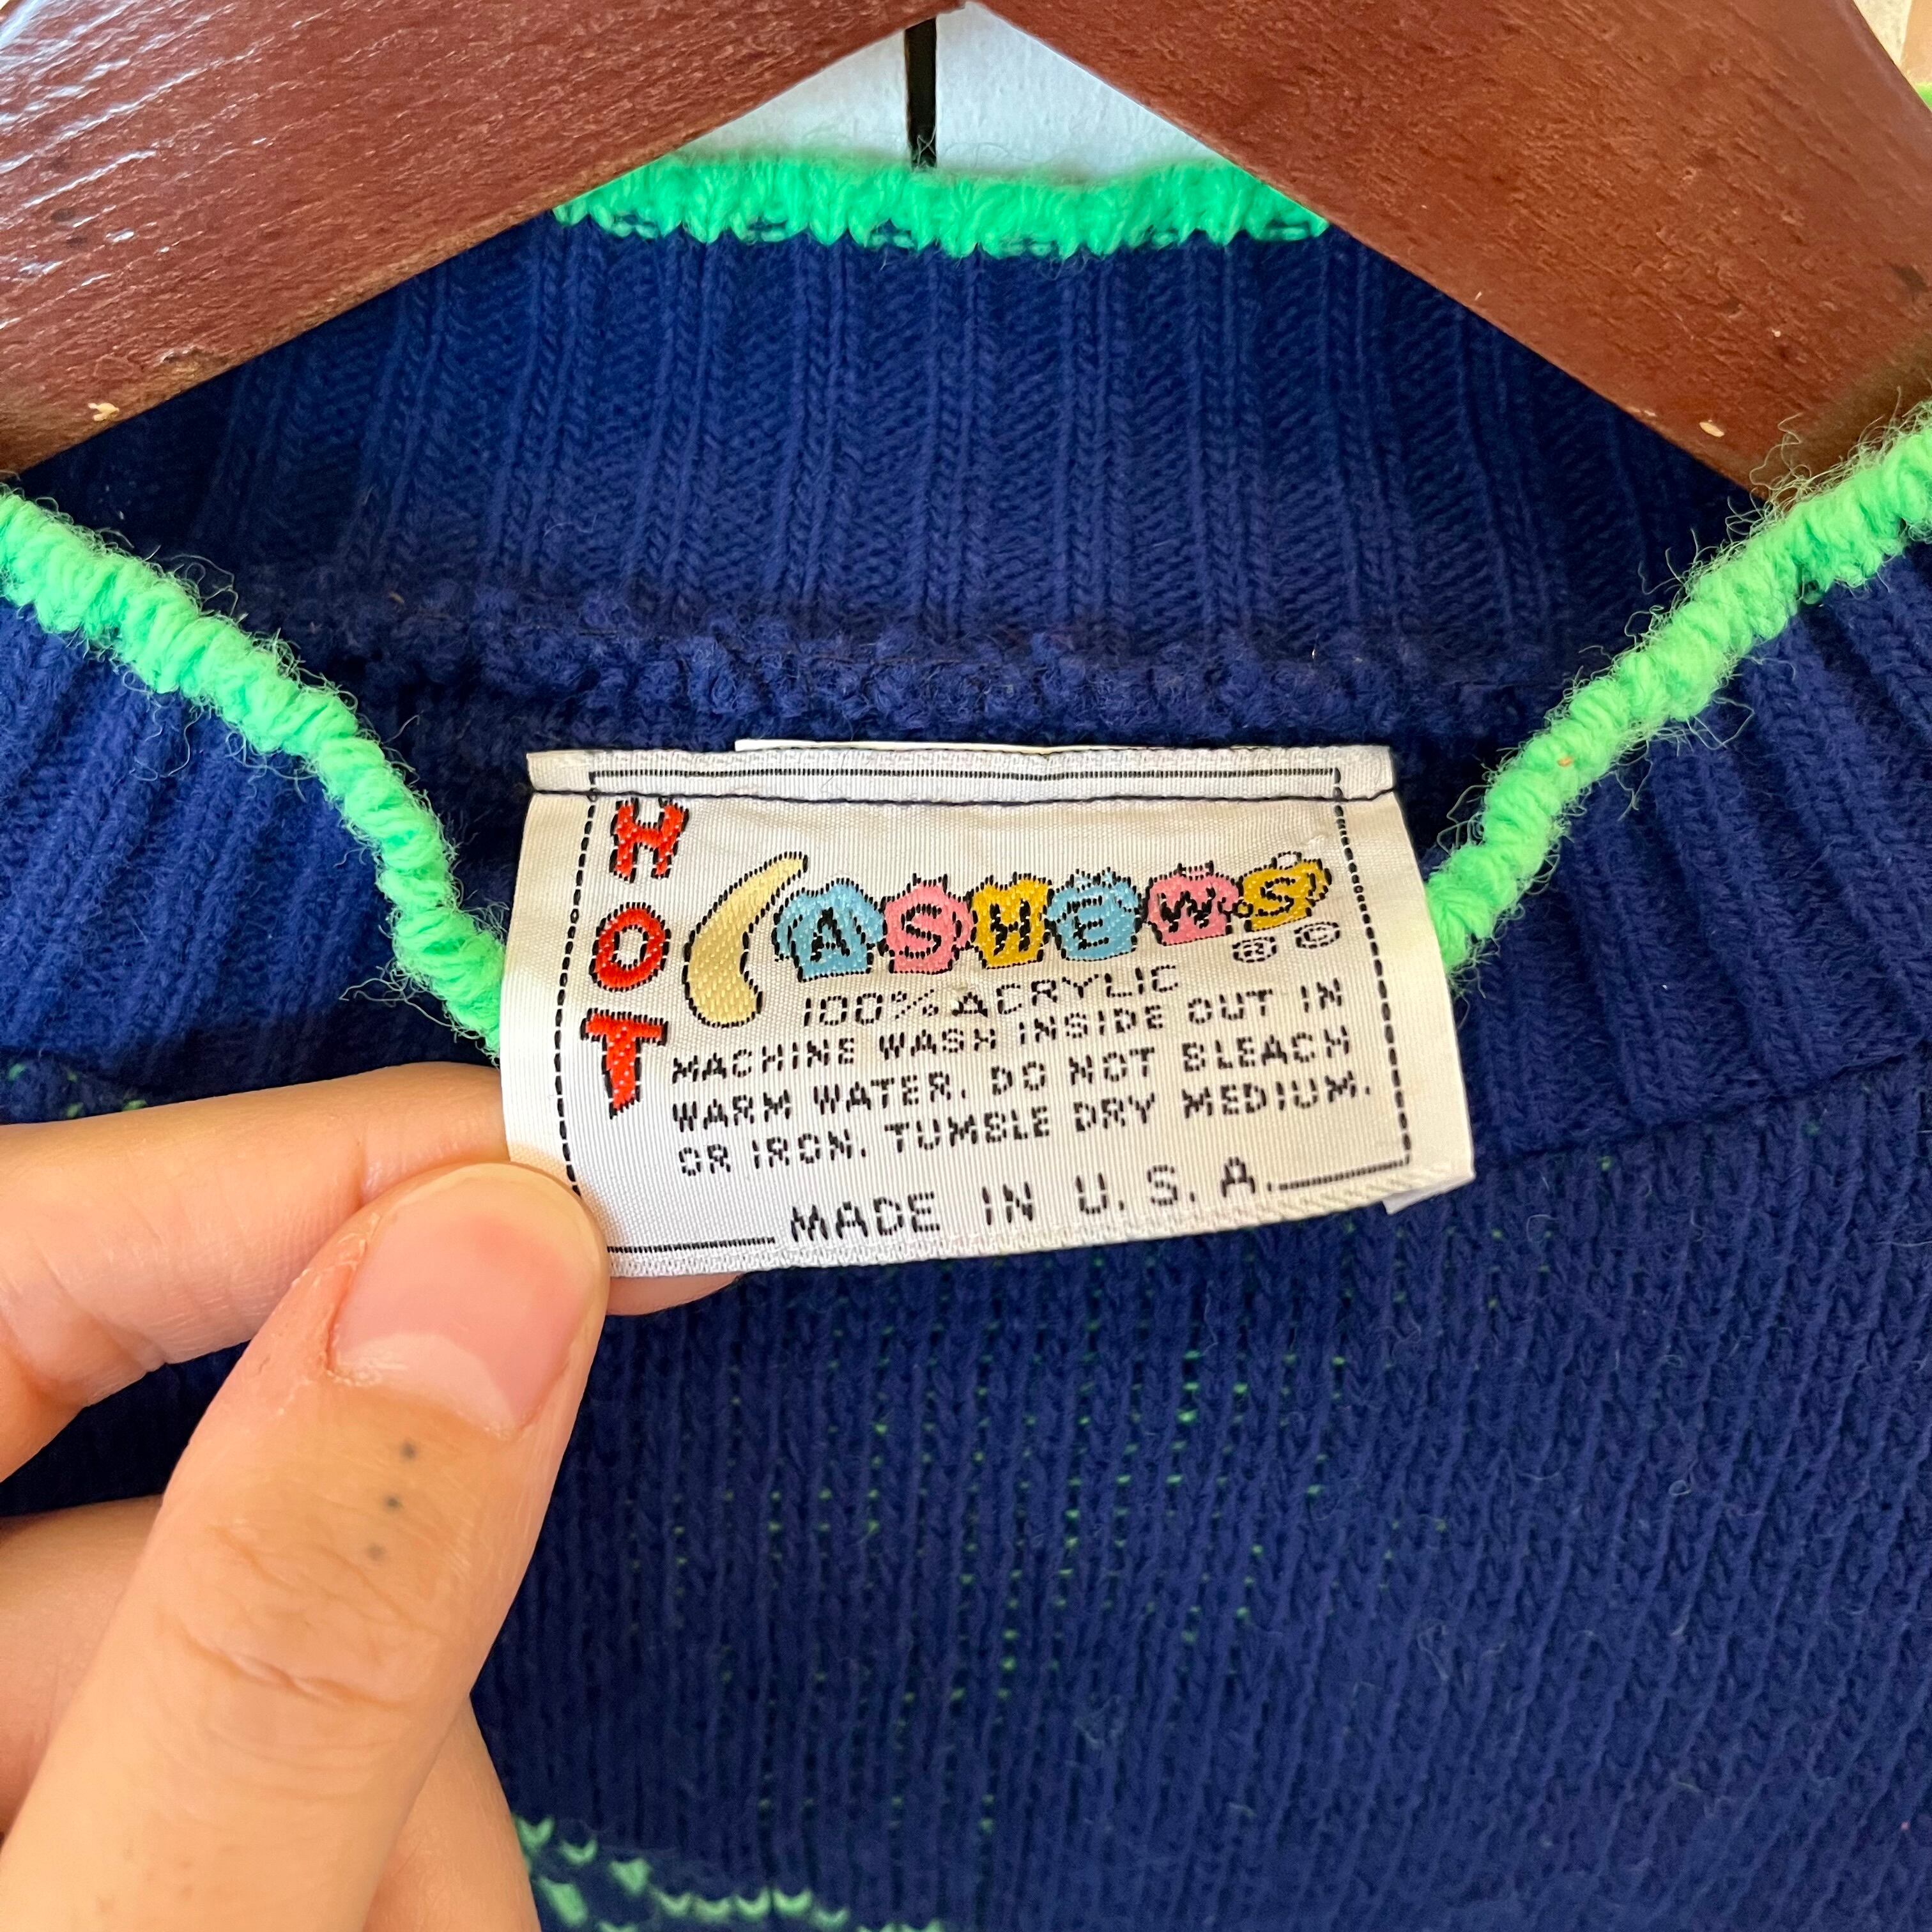 HOT
CASHEWS
® ©
100% ACRYLIC
MACHINE WASH INSIDE OUT IN
WARM WATER. DO NOT BLEACH
OR IRON. TUMBLE DRY MEDIUM.
MADE IN U.S.A.